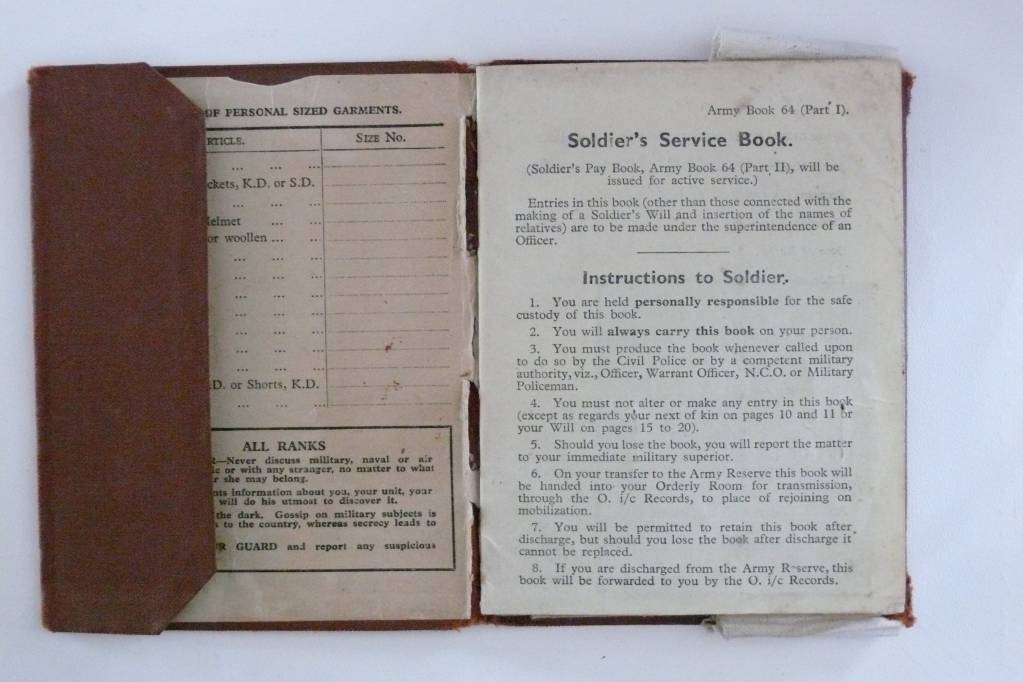 OF PERSONAL SIZED GARMENTS.
SIZE No.
... ... ...
K.D. or S.D.
... ... ...
... ...
or woollen ... ...
... ...
... ... ...
... ... ...
... ... ...
... ... ...
... ... ...
... ... ...
or Shorts, K.D.
... ... ...
ALL RANKS
—Never discuss military, naval or air
or with any stranger, no matter to what
she may belong.
information about you, your unit, your
will do his utmost to discover it.
the dark. Gossip on military subjects is
to the country, whereas secrecy leads to
GUARD and report any suspicious
Army Book 64 (Part I).
Soldier's Service Book.
(Soldier's Pay Book, Army Book 64 (Part II), will be
issued for active service.)
Entries in this book (other than those connected with the
making of a Soldier's Will and insertion of the names of
relatives) are to be made under the superintendence of an
Officer.
Instructions to Soldier.
1. You are held personally responsible for the safe
custody of this book.
2. You will always carry this book on your person.
3. You must produce the book whenever called upon
to do so by the Civil Police or by a competent military
authority, viz., Officer, Warrant Officer, N.C.O. or Military
Policeman.
4. You must not alter or make any entry in this book
(except as regards your next of kin on pages 10 and 11 or
your Will on pages 15 to 20).
5. Should you lose the book, you will report the matter
to your immediate military superior.
6. On your transfer to the Army Reserve this book will
be handed into your Orderly Room for transmission,
through the O. i/c Records, to place of rejoining on
mobilization.
7. You will be permitted to retain this book after
discharge, but should you lose the book after discharge it
cannot be replaced.
8. If you are discharged from the Army Reserve, this
book will be forwarded to you by the O. i/c Records.